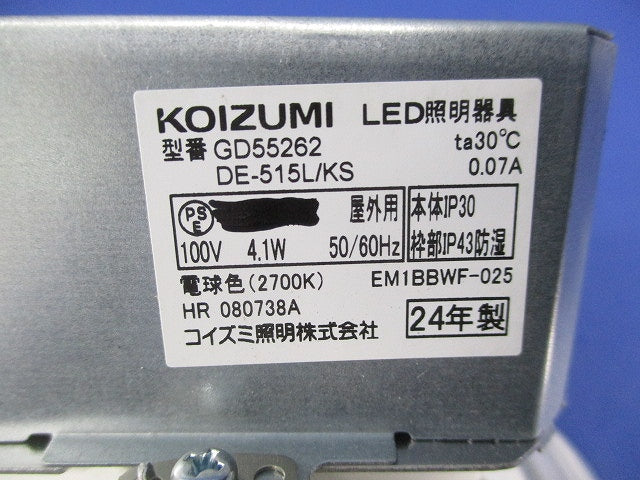 KOIZUMI LED照明器具
型番 GD55262 ta30℃
DE-515L/KS 0.07A
PSE 屋外用 本体IP30
100V 4.1W 50/60Hz 枠部IP43防湿
電球色(2700K) EM1BBWF-025
HR 080738A
コイズミ照明株式会社 24年製